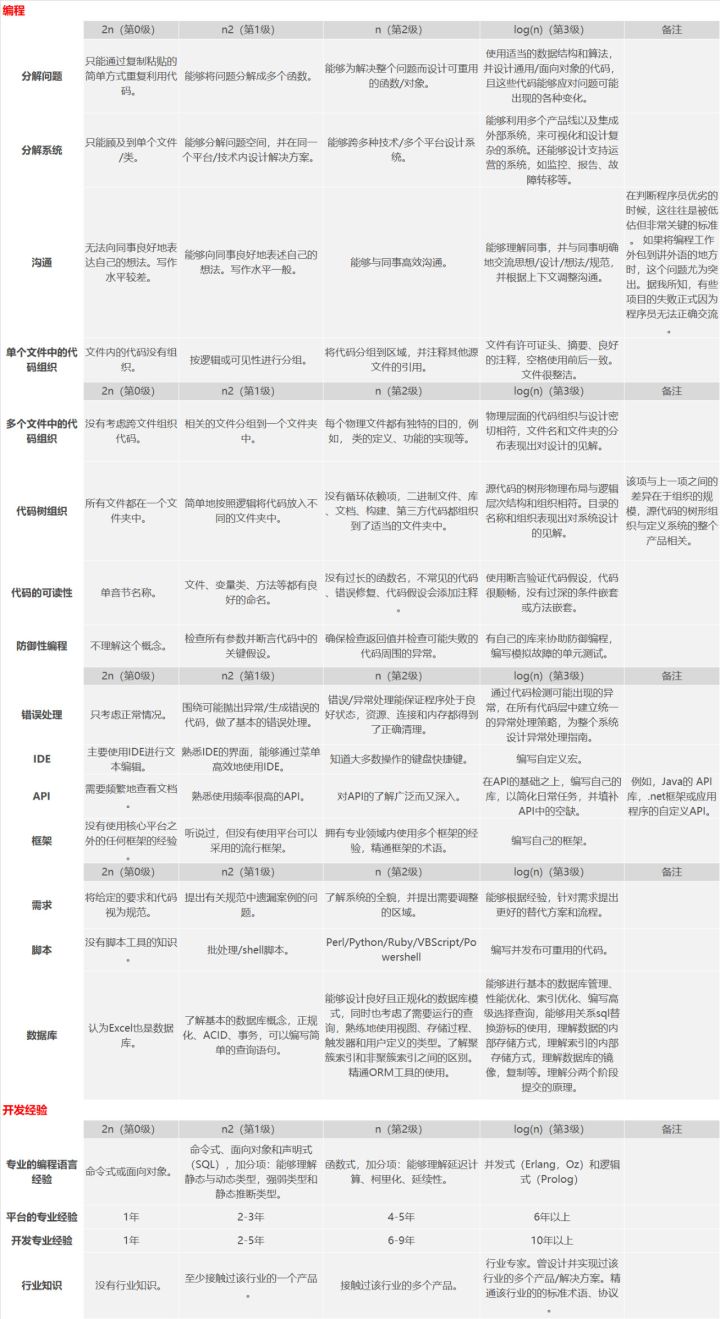 编程
2n（第0级） n2（第1级） n（第2级） log(n)（第3级） 备注
分解问题
只能通过复制粘贴的
简单方式重复利用代
码。
能够将问题分解成多个函数。
能够为解决整个问题而设计可重用
的函数/对象。
使用适当的数据结构和算法，
并设计通用/面向对象的代码，
且这些代码能够应对问题可能
出现的各种变化。
分解系统
只能顾及到单个文件
/类。
能够分解问题空间，并在同一
个平台/技术内设计解决方案。
能够跨多种技术/多个平台设计系
统。
能够利用多个产品线以及集成
外部系统，来可视化和设计复
杂的系统。还能够设计支持运
营的系统，如监控、报告、故
障转移等。
沟通
无法向同事良好地表
达自己的想法。写作
水平较差。
能够向同事良好地表述自己的
想法。写作水平一般。
能够与同事高效沟通。
能够理解同事，并与同事明确
地交流思想/设计/想法/规范，
并根据上下文调整沟通。
在判断程序员优劣的
时候，这往往是被低
估但非常关键的标准
。 如果将编程工作
外包到讲外语的地方
时，这个问题尤为突
出。据我所知，有些
项目的失败正式因为
程序员无法正确交流
。
单个文件中的代
码组织
文件内的代码没有组
织。
按逻辑或可见性进行分组。
将代码分组到区域，并注释其他源
文件的引用。
文件有许可证头、摘要、良好
的注释，空格使用前后一致。
文件很整洁。
2n（第0级） n2（第1级） n（第2级） log(n)（第3级） 备注
多个文件中的代
码组织
没有考虑跨文件组织
代码。
相关的文件分组到一个文件夹
中。
每个物理文件都有独特的目的，例
如， 类的定义、功能的实现等。
物理层面的代码组织与设计密
切相符，文件名和文件夹的分
布表现出对设计的见解。
代码树组织
所有文件都在一个文
件夹中。
简单地按照逻辑将代码放入不
同的文件夹中。
没有循环依赖项，二进制文件、库
、文档、构建、第三方代码都组织
到了适当的文件夹中。
源代码的树形物理布局与逻辑
层次结构和组织相符。目录的
名称和组织表现出对系统设计
的见解。
该项与上一项之间的
差异在于组织的规
模，源代码的树形组
织与定义系统的整个
产品相关。
代码的可读性
单音节名称。
文件、变量类、方法等都有良
好的命名。
没有过长的函数名，不常见的代码
、错误修复、代码假设会添加注释
。
使用断言验证代码假设，代码
很顺畅，没有过深的条件嵌套
或方法嵌套。
防御性编程
不理解这个概念。
检查所有参数并断言代码中的
关键假设。
确保检查返回值并检查可能失败的
代码周围的异常。
有自己的库来协助防御编程，
编写模拟故障的单元测试。
2n（第0级） n2（第1级） n（第2级） log(n)（第3级） 备注
错误处理
只考虑正常情况。
围绕可能抛出异常/生成错误的
代码，做了基本的错误处理。
错误/异常处理能保证程序处于良
好状态，资源、连接和内存都得到
了正确清理。
通过代码检测可能出现的异
常，在所有代码层中建立统一
的异常处理策略，为整个系统
设计异常处理指南。
IDE
主要使用IDE进行文
本编辑。
熟悉IDE的界面，能够通过菜单
高效地使用IDE。
知道大多数操作的键盘快捷键。
编写自定义宏。
API
需要频繁地查看文档
。
熟悉使用频率很高的API。
对API的了解广泛而又深入。
在API的基础之上，编写自己的
库，以简化日常任务，并填补
API中的空缺。
例如，Java的 API
库，.net框架或应用
程序的自定义API。
框架
没有使用核心平台之
外的任何框架的经验
。
听说过，但没有使用平台可以
采用的流行框架。
拥有专业领域内使用多个框架的经
验，精通框架的术语。
编写自己的框架。
2n（第0级） n2（第1级） n（第2级） log(n)（第3级） 备注
需求
将给定的要求和代码
视为规范。
提出有关规范中遗漏案例的问
题。
了解系统的全貌，并提出需要调整
的区域。
能够根据经验，针对需求提出
更好的替代方案和流程。
脚本
没有脚本工具的知识
。
批处理/shell脚本。
Perl/Python/Ruby/VBScript/Po
wershell
编写并发布可重用的代码。
数据库
认为Excel也是数据
库。
了解基本的数据库概念，正规
化、ACID、事务，可以编写简
单的查询语句。
能够设计良好且正规化的数据库模
式，同时也考虑了需要运行的查
询，熟练地使用视图、存储过程、
触发器和用户定义的类型。了解聚
簇索引和非聚簇索引之间的区别。
精通ORM工具的使用。
能够进行基本的数据库管理、
性能优化、索引优化、编写高
级选择查询，能够用关系sql替
换游标的使用，理解数据的内
部存储方式，理解索引的内部
存储方式，理解数据库的镜
像，复制等。理解分两个阶段
提交的原理。
开发经验
2n（第0级） n2（第1级） n（第2级） log(n)（第3级） 备注
专业的编程语言
经验
命令式或面向对象。
命令式、面向对象和声明式
（SQL），加分项：能够理解
静态与动态类型，强弱类型和
静态推断类型。
函数式，加分项：能够理解延迟计
算、柯里化、延续性。
并发式（Erlang，Oz）和逻辑
式（Prolog）
平台的专业经验 1年 2-3年 4-5年 6年以上
开发专业经验 1年 2-5年 6-9年 10年以上
行业知识
没有行业知识。
至少接触过该行业的一个产品
。
接触过该行业的多个产品。
行业专家。曾设计并实现过该
行业的多个产品/解决方案。精
通该行业的的标准术语、协议
。